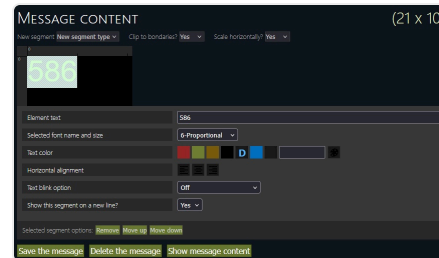 MESSAGE CONTENT (21 x 10
New segment New segment type Clip to bondaries? Yes Scale horizontally? Yes
586
Element text 586
Selected font name and size 6-Proportional
Text color D
Horizontal alignment
Text blink option Off
Show this segment on a new line? Yes
Selected segment options: Remove Move up Move down
Save the message Delete the message Show message content